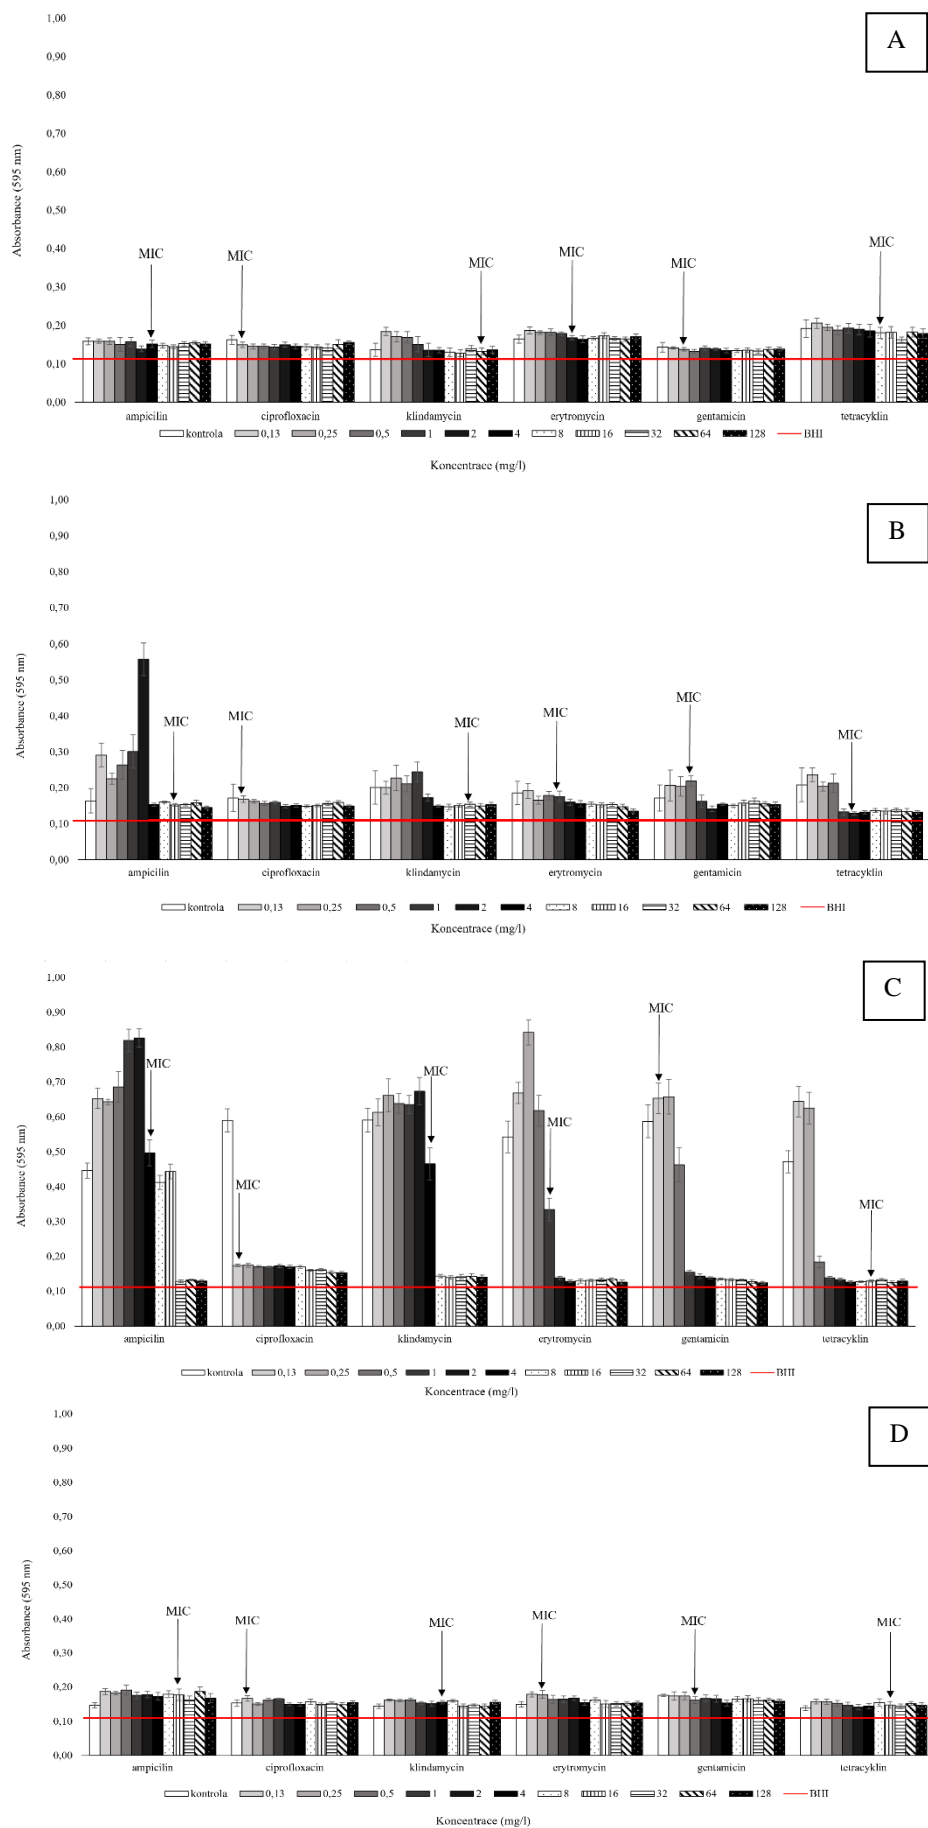 A
1,00
0,90
0,80
0,70
0,60
0,50
0,40
0,30
0,20
0,10
0,00
Absorbance (595 nm)
MIC MIC MIC MIC MIC MIC
ampicilin ciprofloxacin klindamycin erytromycin gentamicin tetracyklin
kontrola 0,13 0,25 0,5 1 2 4 8 16 32 64 128 BHI
Koncentrace (mg/l)
B
1,00
0,90
0,80
0,70
0,60
0,50
0,40
0,30
0,20
0,10
0,00
Absorbance (595 nm)
MIC MIC MIC MIC MIC MIC
ampicilin ciprofloxacin klindamycin erytromycin gentamicin tetracyklin
kontrola 0,13 0,25 0,5 1 2 4 8 16 32 64 128 BHI
Koncentrace (mg/l)
C
1,00
0,90
0,80
0,70
0,60
0,50
0,40
0,30
0,20
0,10
0,00
Absorbance (595 nm)
MIC MIC MIC MIC MIC MIC
ampicilin ciprofloxacin klindamycin erytromycin gentamicin tetracyklin
kontrola 0,13 0,25 0,5 1 2 4 8 16 32 64 128 BHI
Koncentrace (mg/l)
D
1,00
0,90
0,80
0,70
0,60
0,50
0,40
0,30
0,20
0,10
0,00
Absorbance (595 nm)
MIC MIC MIC MIC MIC MIC
ampicilin ciprofloxacin klindamycin erytromycin gentamicin tetracyklin
kontrola 0,13 0,25 0,5 1 2 4 8 16 32 64 128 BHI
Koncentrace (mg/l)